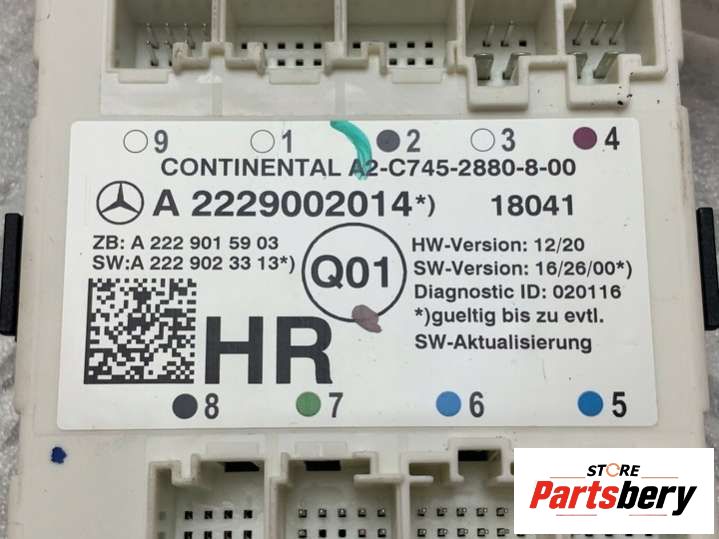 9 1 2 3 4
CONTINENTAL A2-C745-2880-8-00
A 2229002014*) 18041
ZB: A 222 901 59 03
SW:A 222 902 33 13*)
Q01
HW-Version: 12/20
SW-Version: 16/26/00*)
Diagnostic ID: 020116
*)gueltig bis zu evtl.
SW-Aktualisierung
HR
8 7 6 5
STORE
Partsbery